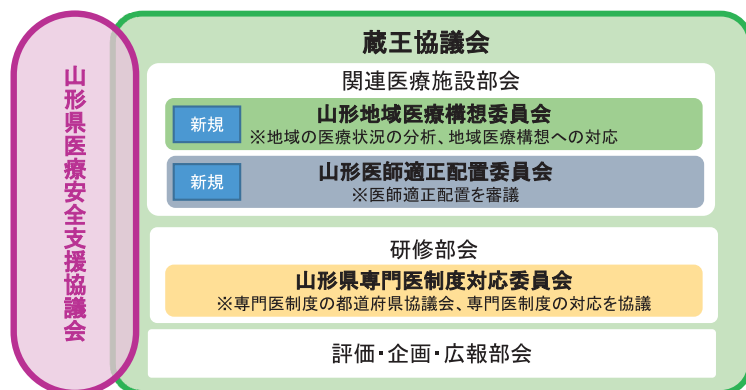 山形県医療安全支援協議会
蔵王協議会
関連医療施設部会
新規
山形地域医療構想委員会
※地域の医療状況の分析、地域医療構想への対応
新規
山形医師適正配置委員会
※医師適正配置を審議
研修部会
山形県専門医制度対応委員会
※専門医制度の都道府県協議会、専門医制度の対応を協議
評価・企画・広報部会